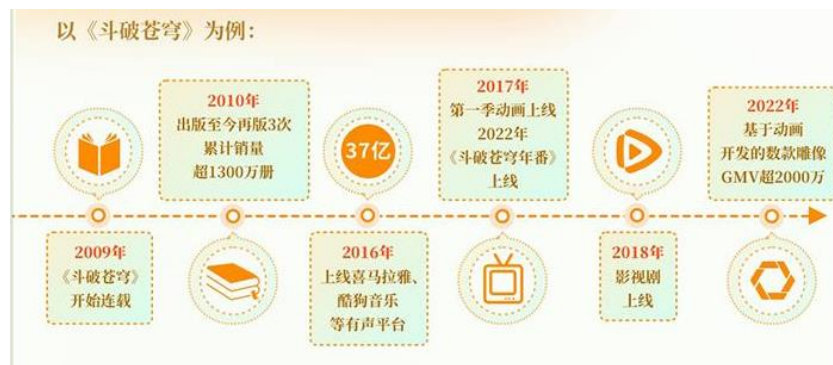 以《斗破苍穹》为例：
2009年
《斗破苍穹》
开始连载
2010年
出版至今再版3次
累计销量
超1300万册
37亿
2016年
上线喜马拉雅、
酷狗音乐
等有声平台
2017年
第一季动画上线
2022年
《斗破苍穹年番》
上线
2018年
影视剧
上线
2022年
基于动画
开发的数款雕像
GMV超2000万